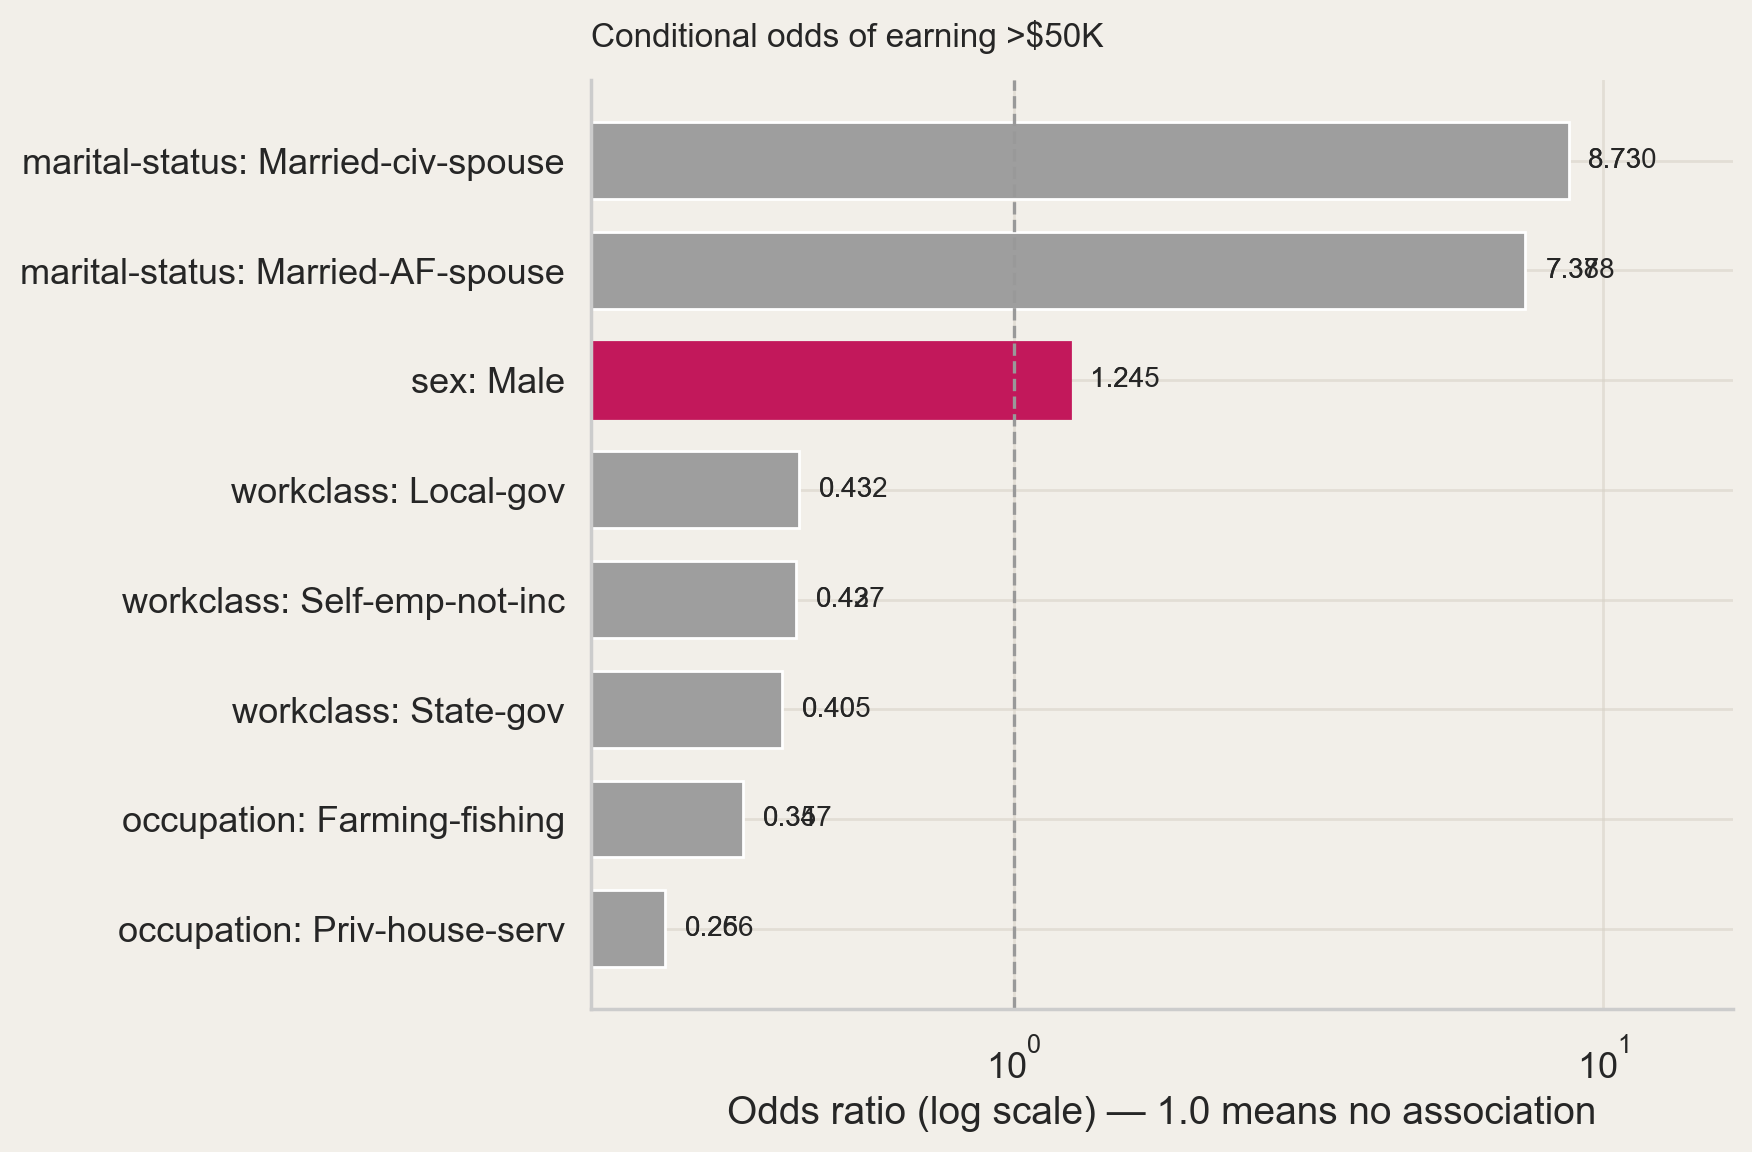 Conditional odds of earning >$50K
marital-status: Married-civ-spouse
8.730
marital-status: Married-AF-spouse
sex: Male
1.245
workclass: Local-gov
0.432
workclass: Self-emp-not-inc
workclass: State-gov
0.405
occupation: Farming-fishing
occupation: Priv-house-serv
10^0
10^1
Odds ratio (log scale) — 1.0 means no association